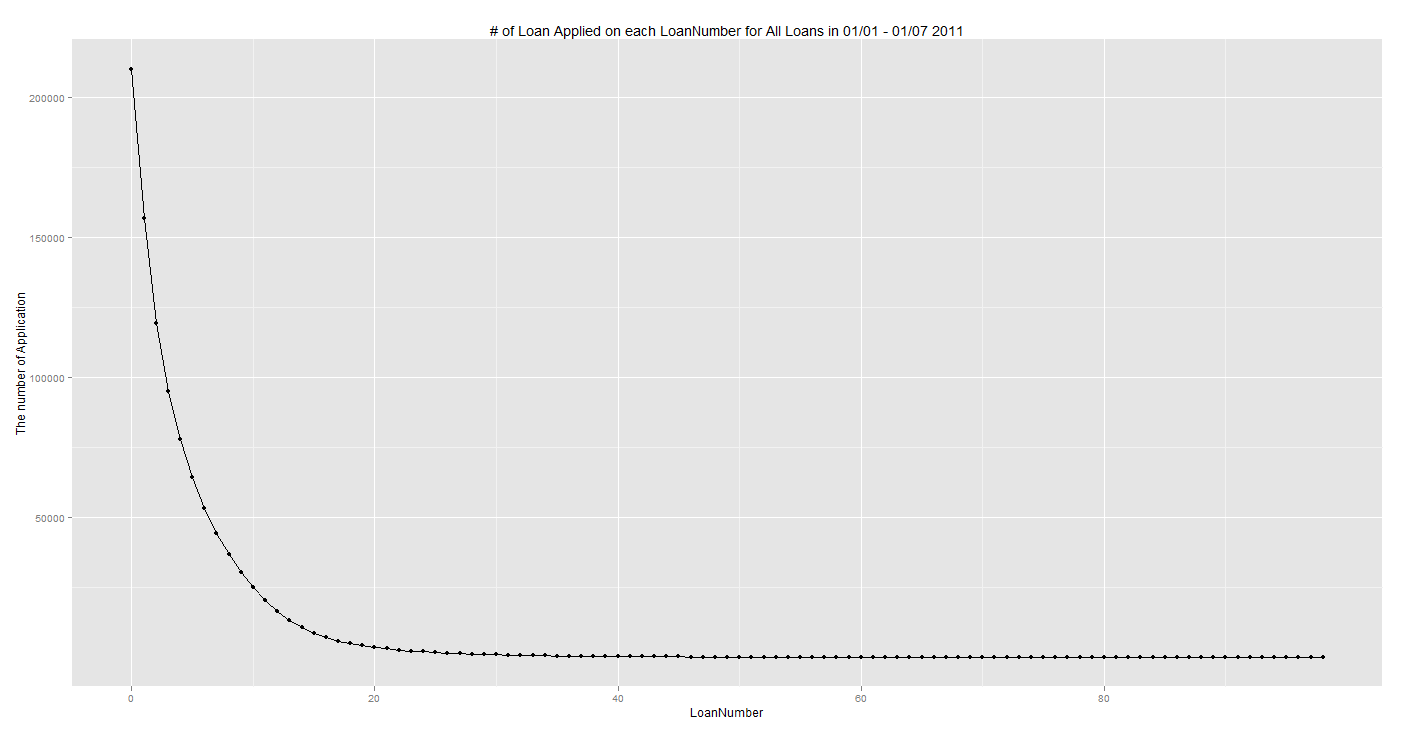 # of Loan Applied on each LoanNumber for All Loans in 01/01 - 01/07 2011
The number of Application
200000
150000
100000
50000
0 20 40 60 80
LoanNumber